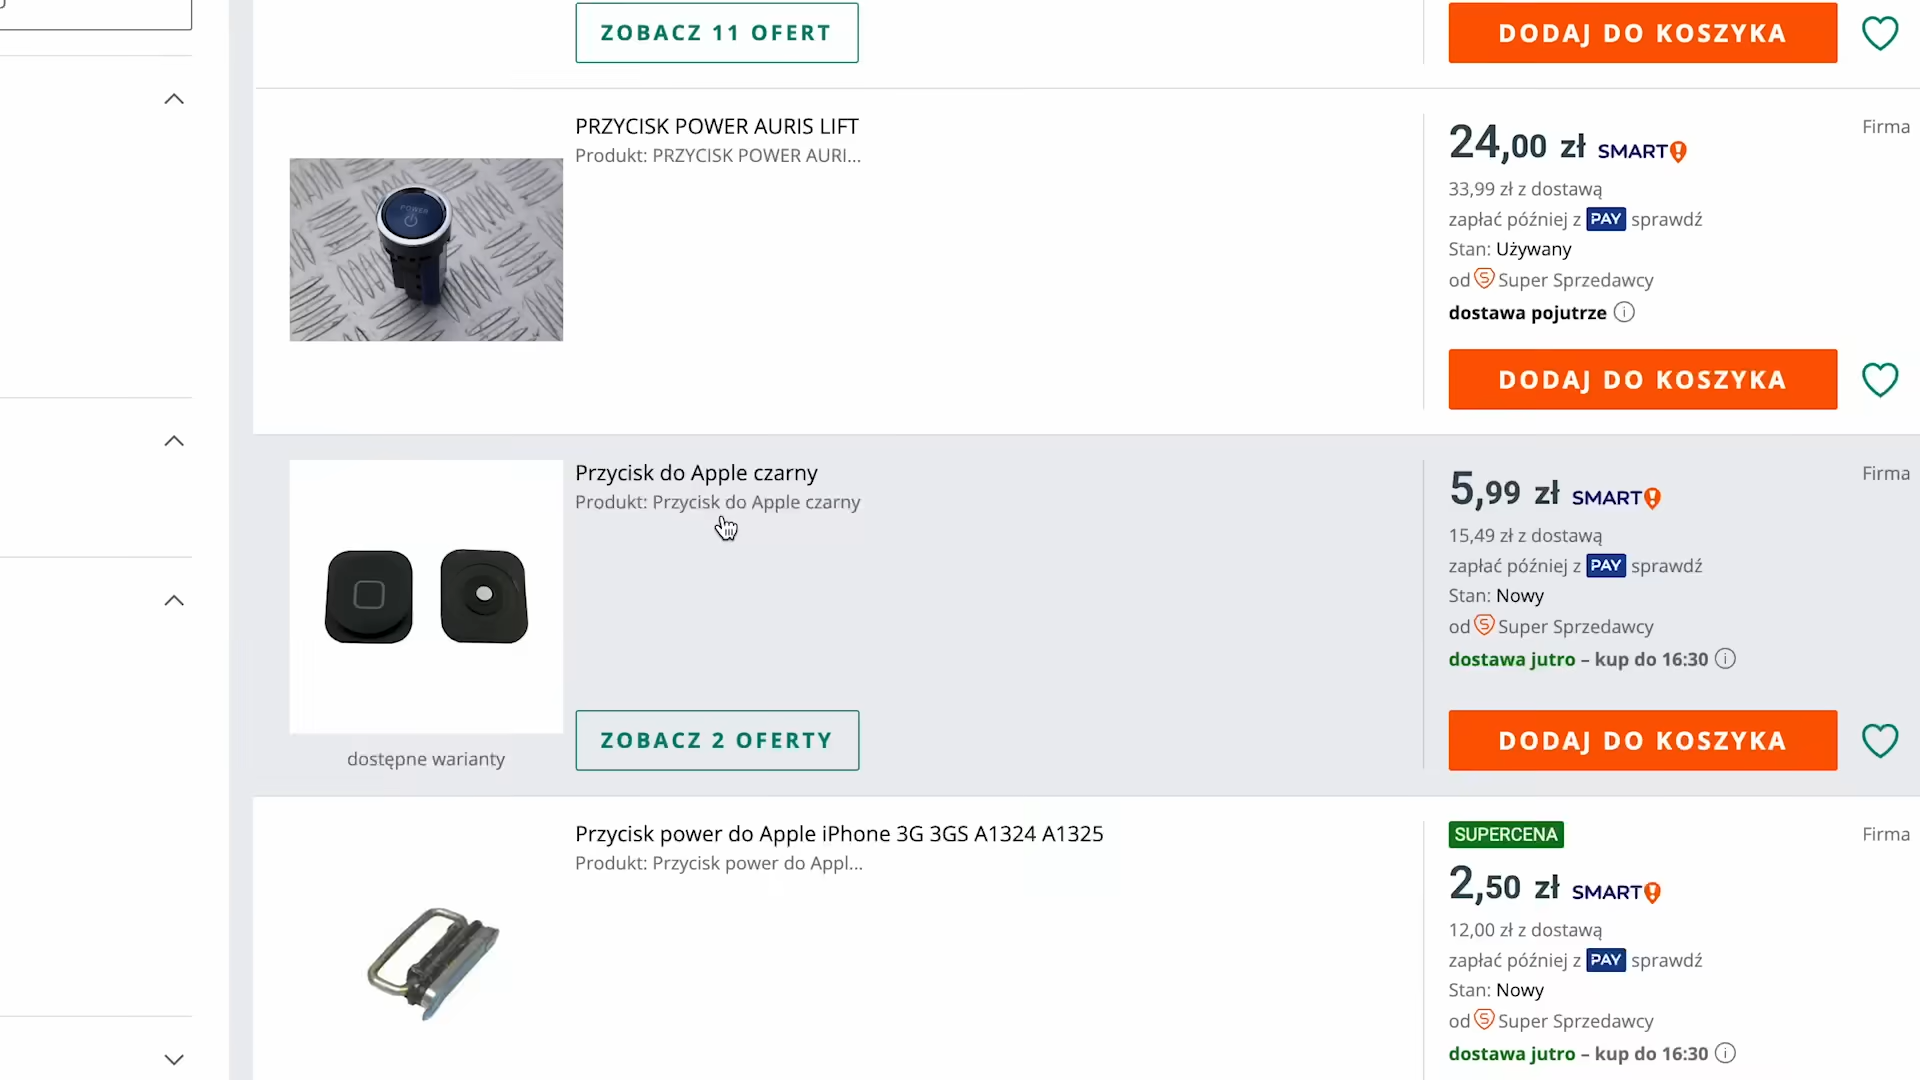 ZOBACZ 11 OFERT
DODAJ DO KOSZYKA
PRZYCISK POWER AURIS LIFT
Produkt: PRZYCISK POWER AURI...
POWER
24,00 zł SMART!
Firma
33,99 zł z dostawą
zapłać później z PAY sprawdź
Stan: Używany
od S Super Sprzedawcy
dostawa pojutrze
DODAJ DO KOSZYKA
Przycisk do Apple czarny
Produkt: Przycisk do Apple czarny
dostępne warianty
ZOBACZ 2 OFERTY
5,99 zł SMART!
Firma
15,49 zł z dostawą
zapłać później z PAY sprawdź
Stan: Nowy
od S Super Sprzedawcy
dostawa jutro – kup do 16:30
DODAJ DO KOSZYKA
Przycisk power do Apple iPhone 3G 3GS A1324 A1325
Produkt: Przycisk power do Appl...
SUPERCENA
Firma
2,50 zł SMART!
12,00 zł z dostawą
zapłać później z PAY sprawdź
Stan: Nowy
od S Super Sprzedawcy
dostawa jutro – kup do 16:30